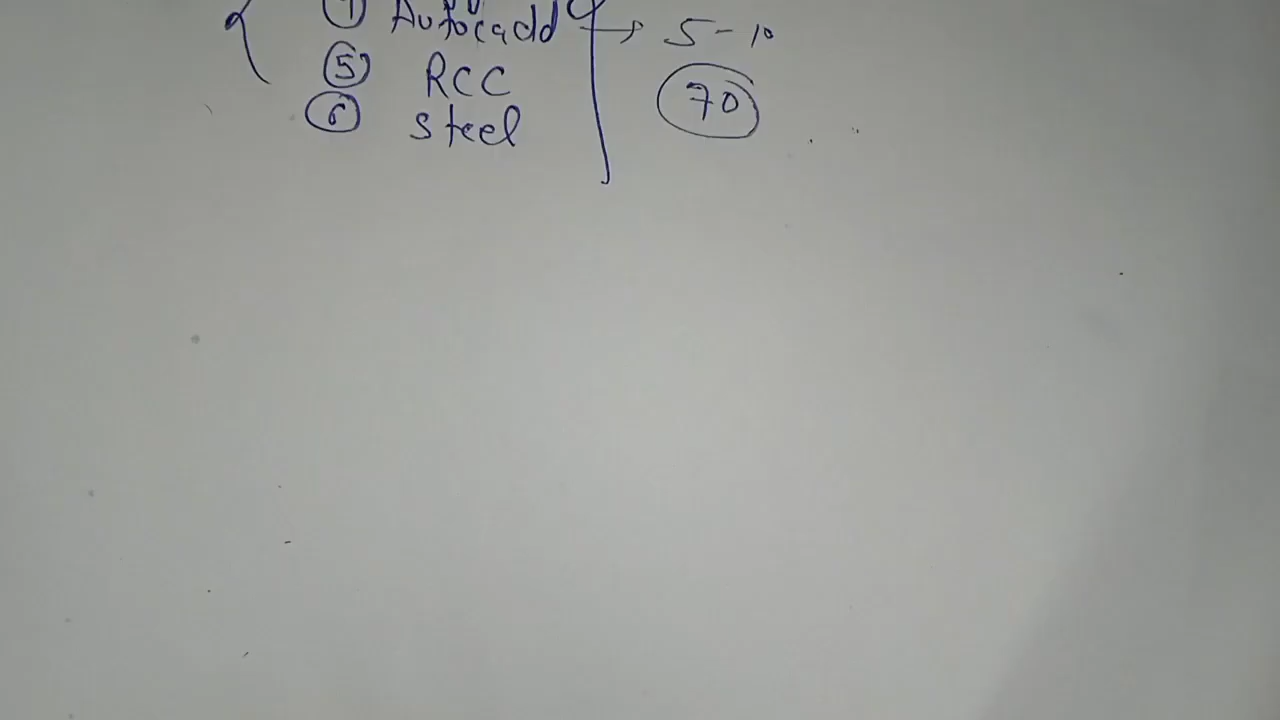 Autocadd → 5-10
⑤ RCC 70
⑥ Steel